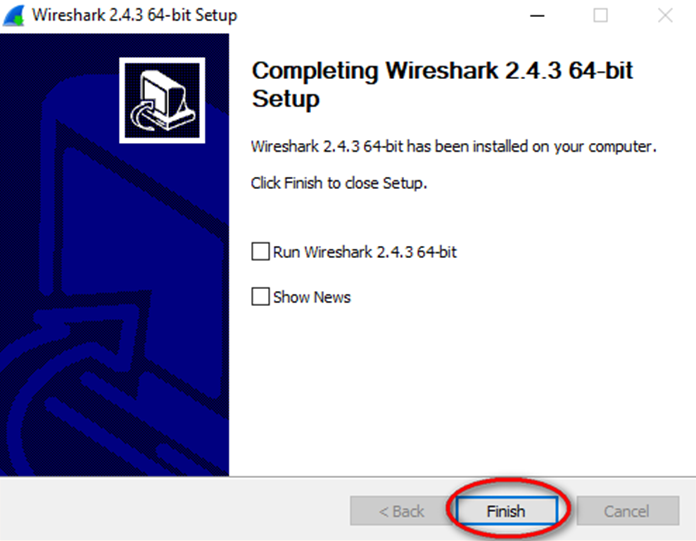 Wireshark 2.4.3 64-bit Setup
Completing Wireshark 2.4.3 64-bit
Setup
Wireshark 2.4.3 64-bit has been installed on your computer.
Click Finish to close Setup.
Run Wireshark 2.4.3 64-bit
Show News
< Back
Finish
Cancel